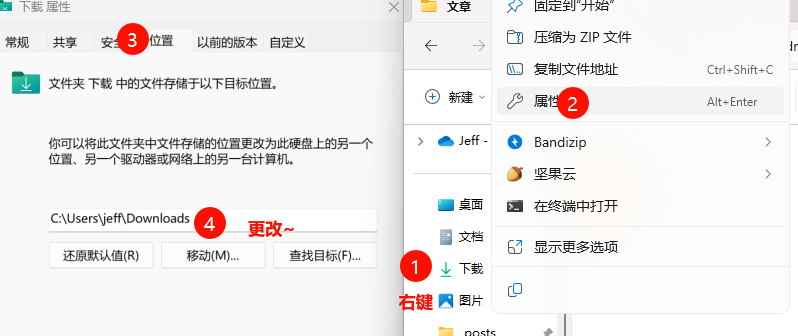 下载 属性
常规
共享
安全
3
位置
以前的版本
自定义
文件夹 下载 中的文件存储于以下目标位置。
你可以将此文件夹中文件存储的位置更改为此硬盘上的另一个
位置、另一个驱动器或网络上的另一台计算机。
C:\Users\jeff\Downloads
4
更改~
还原默认值(R)
移动(M)...
查找目标(F)...
文章
新建
Jeff -
桌面
文档
1
下载
右键
图片
_posts
固定到"开始"
压缩为 ZIP 文件
复制文件地址
Ctrl+Shift+C
属性
2
Alt+Enter
Bandizip
坚果云
在终端中打开
显示更多选项